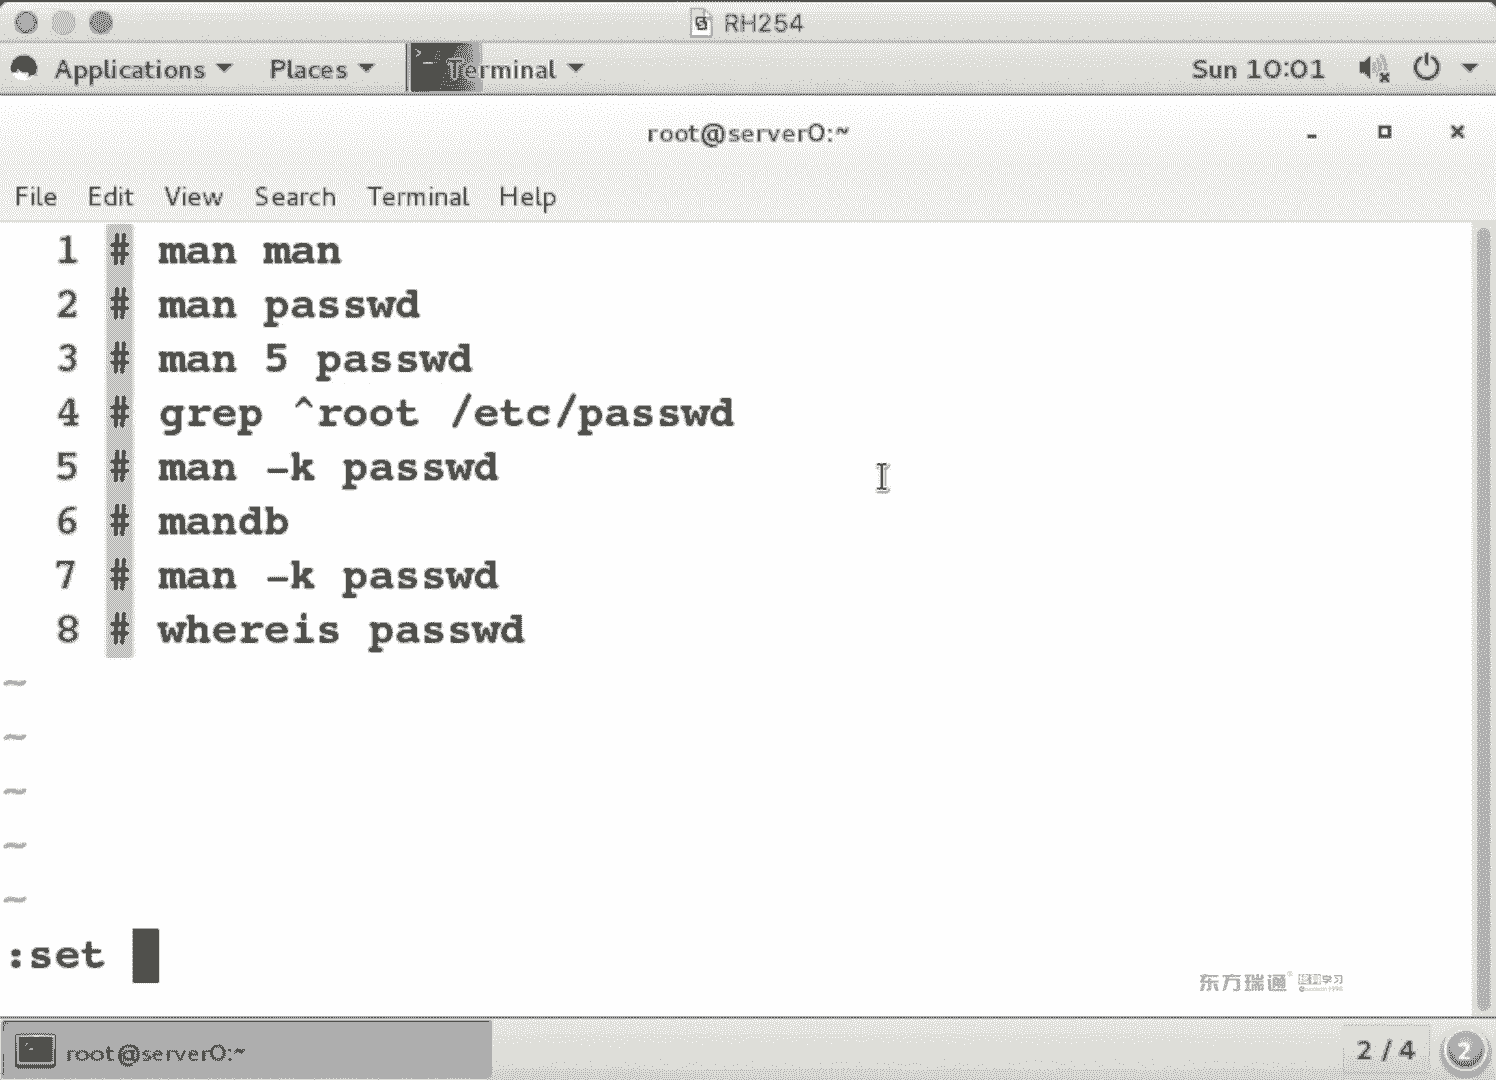 RH254
Applications Places Terminal Sun 10:01
root@server0:~
File Edit View Search Terminal Help
1 # man man
2 # man passwd
3 # man 5 passwd
4 # grep ^root /etc/passwd
5 # man -k passwd
6 # mandb
7 # man -k passwd
8 # whereis passwd
~
~
~
~
~
:set
东方瑞通® 学习
root@server0:~ 2 / 4 2